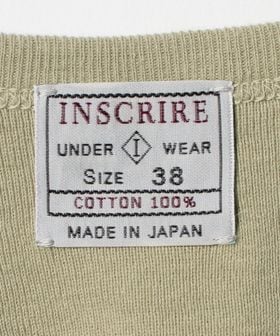 INSCRIRE
UNDER I WEAR
SIZE 38
COTTON 100%
MADE IN JAPAN